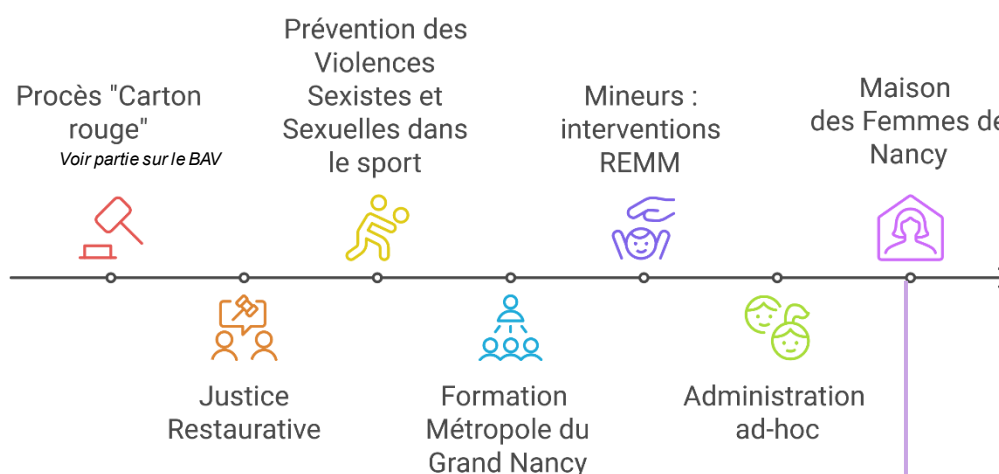 Procès "Carton
rouge"
Voir partie sur le BAV
Justice
Restaurative
Prévention des
Violences
Sexistes et
Sexuelles dans
le sport
Formation
Métropole du
Grand Nancy
Mineurs :
interventions
REMM
Administration
ad-hoc
Maison
des Femmes de
Nancy